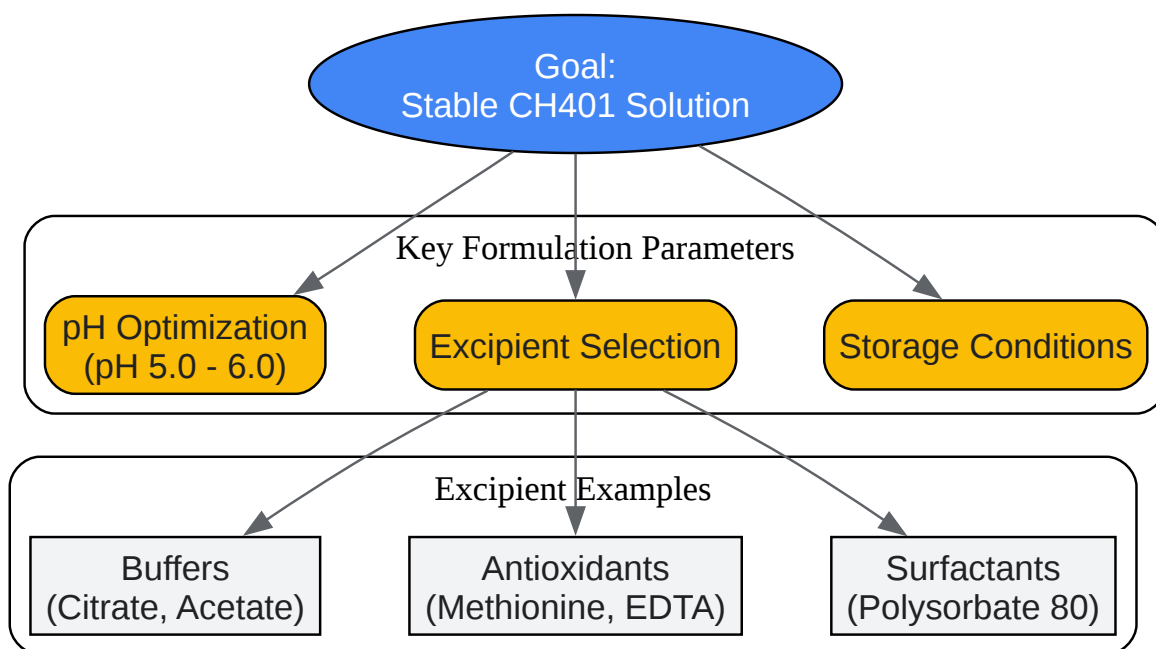 Goal:
Stable CH401 Solution
Key Formulation Parameters
pH Optimization
(pH 5.0 - 6.0)
Excipient Selection
Storage Conditions
Excipient Examples
Buffers
(Citrate, Acetate)
Antioxidants
(Methionine, EDTA)
Surfactants
(Polysorbate 80)